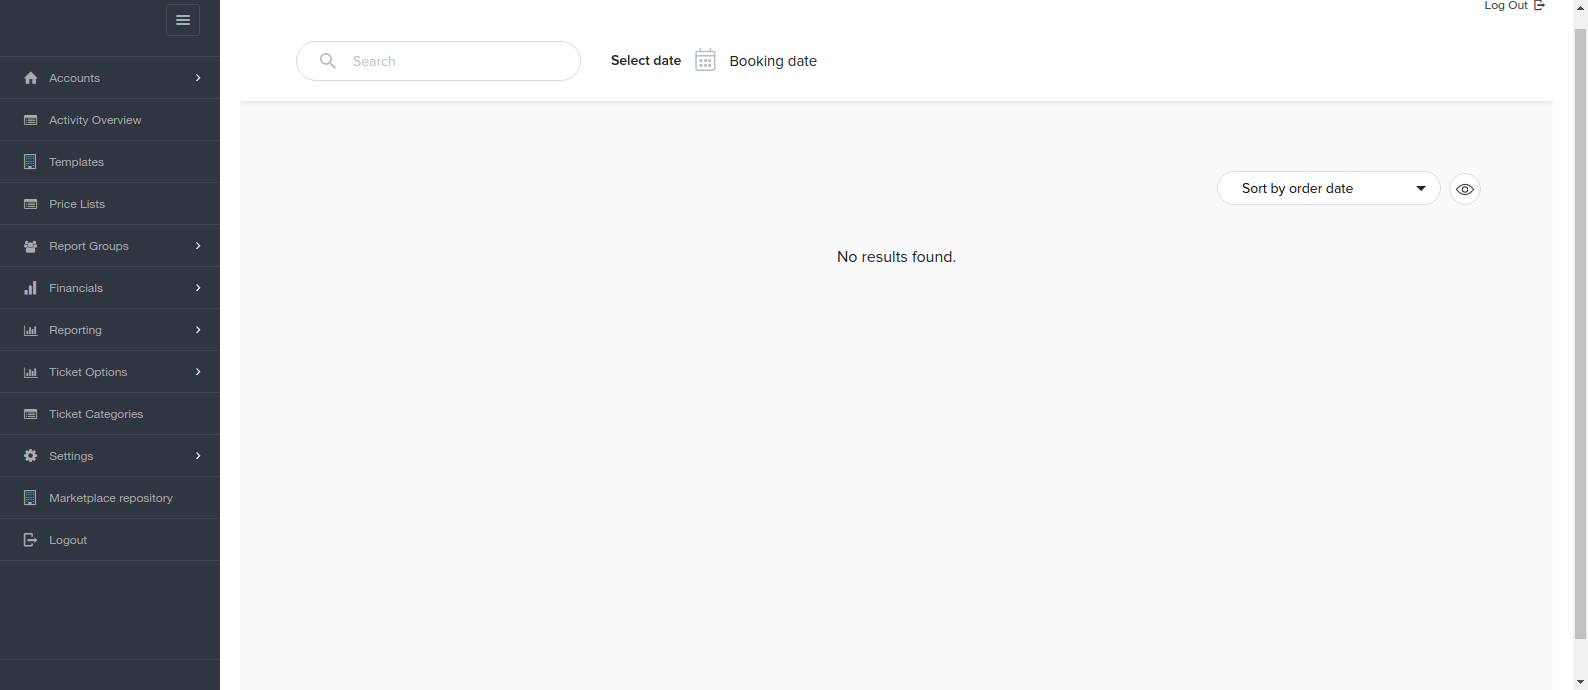 Log Out
Search
Select date
Booking date
Accounts
Activity Overview
Templates
Price Lists
Report Groups
Financials
Reporting
Ticket Options
Ticket Categories
Settings
Marketplace repository
Logout
Sort by order date
No results found.